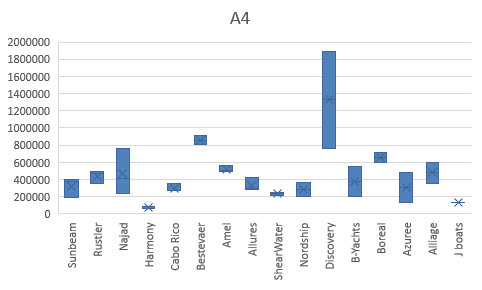 A4
2000000
1800000
1600000
1400000
1200000
1000000
800000
600000
400000
200000
0
Sunbeam
Rustler
Najad
Harmony
Cabo Rico
Bestevaer
Amel
Allures
ShearWater
Nordship
Discovery
B-Yachts
Boreal
Azuree
Alliage
J boats